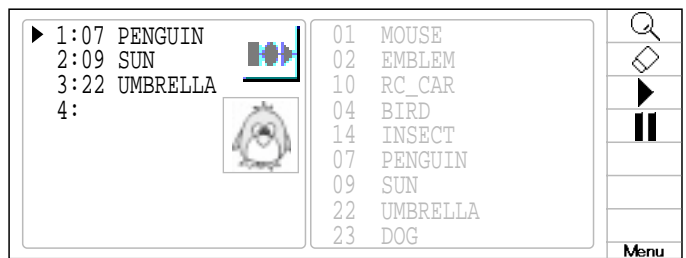 1:07 PENGUIN
2:09 SUN
3:22 UMBRELLA
4:
01 MOUSE
02 EMBLEM
10 RC_CAR
04 BIRD
14 INSECT
07 PENGUIN
09 SUN
22 UMBRELLA
23 DOG
Menu